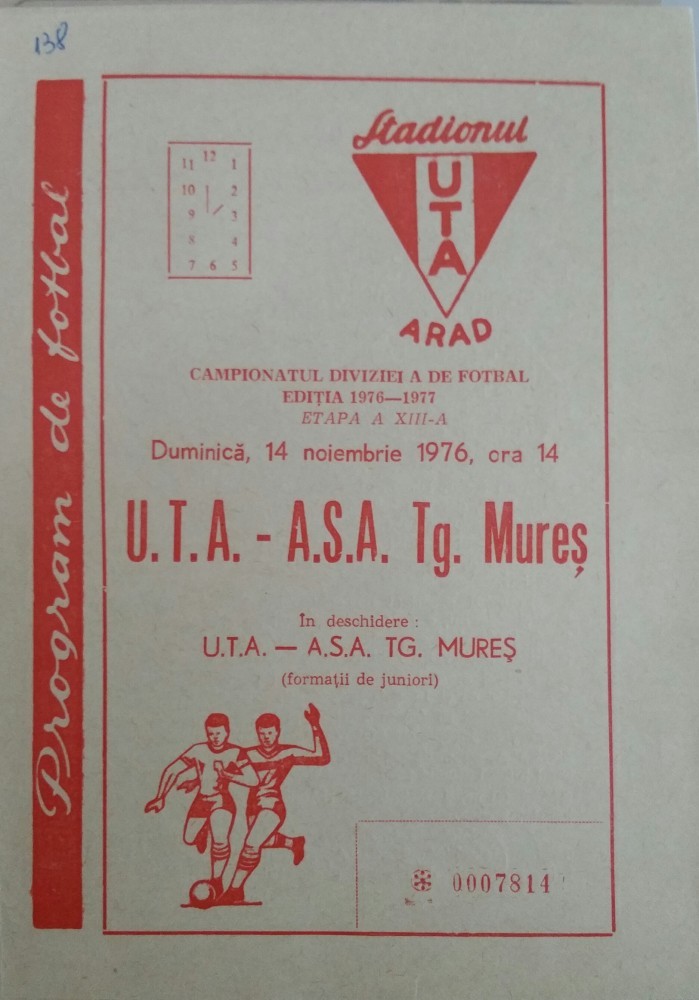 138
Program de fotbal
11 12 1
10 2
9 3
8 4
7 6 5
Stadionul
UTA
ARAD
CAMPIONATUL DIVIZIEI A DE FOTBAL
EDIȚIA 1976—1977
ETAPA A XIII-A
Duminică, 14 noiembrie 1976, ora 14
U.T.A. - A.S.A. Tg. Mureș
În deschidere :
U.T.A. — A.S.A. TG. MUREȘ
(formații de juniori)
0007814